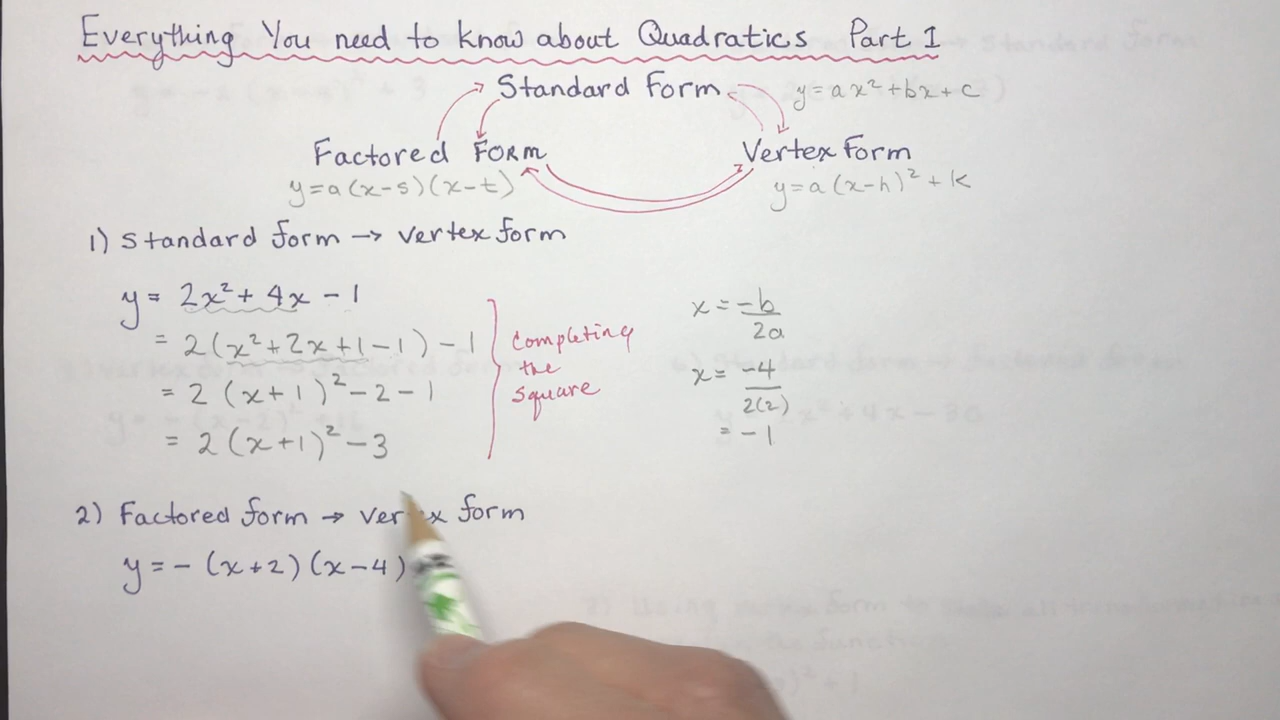 Everything You need to know about Quadratics Part 1
Standard Form y=ax²+bx+c
Factored Form Vertex Form
y=a(x-s)(x-t) y=a(x-h)²+k
1) Standard form → vertex form
y = 2x² + 4x - 1
= 2(x²+2x+1-1) - 1
= 2 (x+1)² - 2 - 1
= 2 (x+1)² - 3
completing
the
square
x = -b/2a
x = -4/2(2)
= -1
2) Factored form → vertex form
y = - (x+2)(x-4)